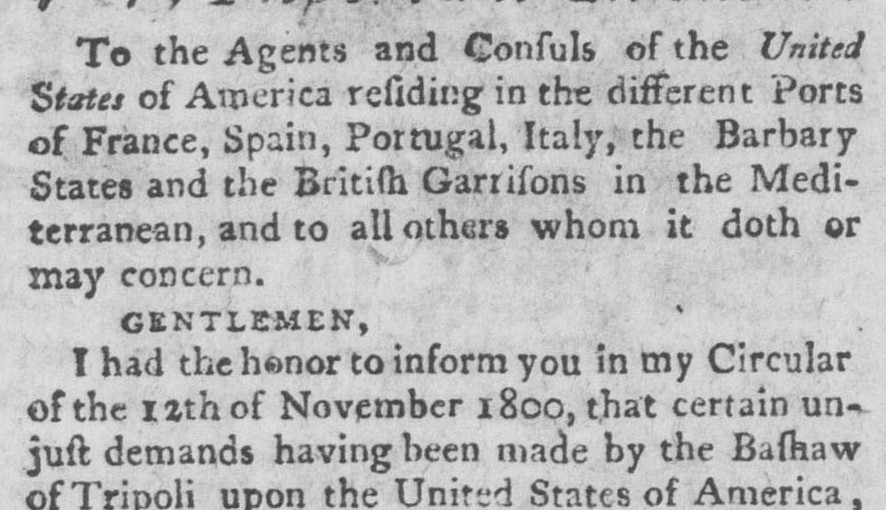 To the Agents and Conſuls of the United
States of America reſiding in the different Ports
of France, Spain, Portugal, Italy, the Barbary
States and the Britiſh Garriſons in the Medi-
terranean, and to all others whom it doth or
may concern.
GENTLEMEN,
I had the honor to inform you in my Circular
of the 12th of November 1800, that certain un-
juſt demands having been made by the Baſhaw
of Tripoli upon the United States of America,